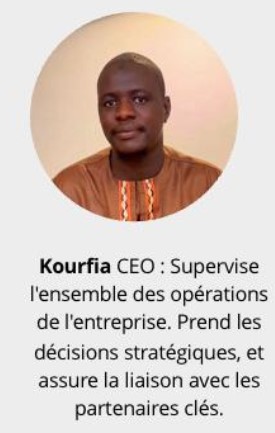 Kourfia CEO : Supervise
l'ensemble des opérations
de l'entreprise. Prend les
décisions stratégiques, et
assure la liaison avec les
partenaires clés.